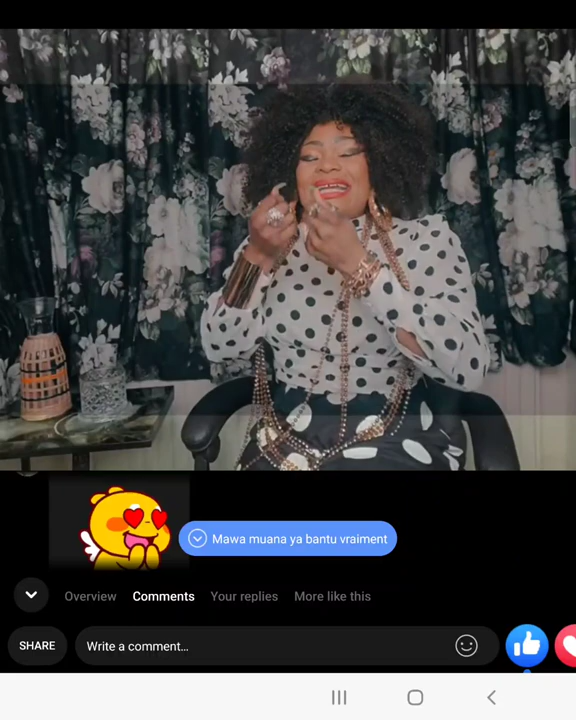 Mawa muana ya bantu vraiment
Overview Comments Your replies More like this
SHARE Write a comment...